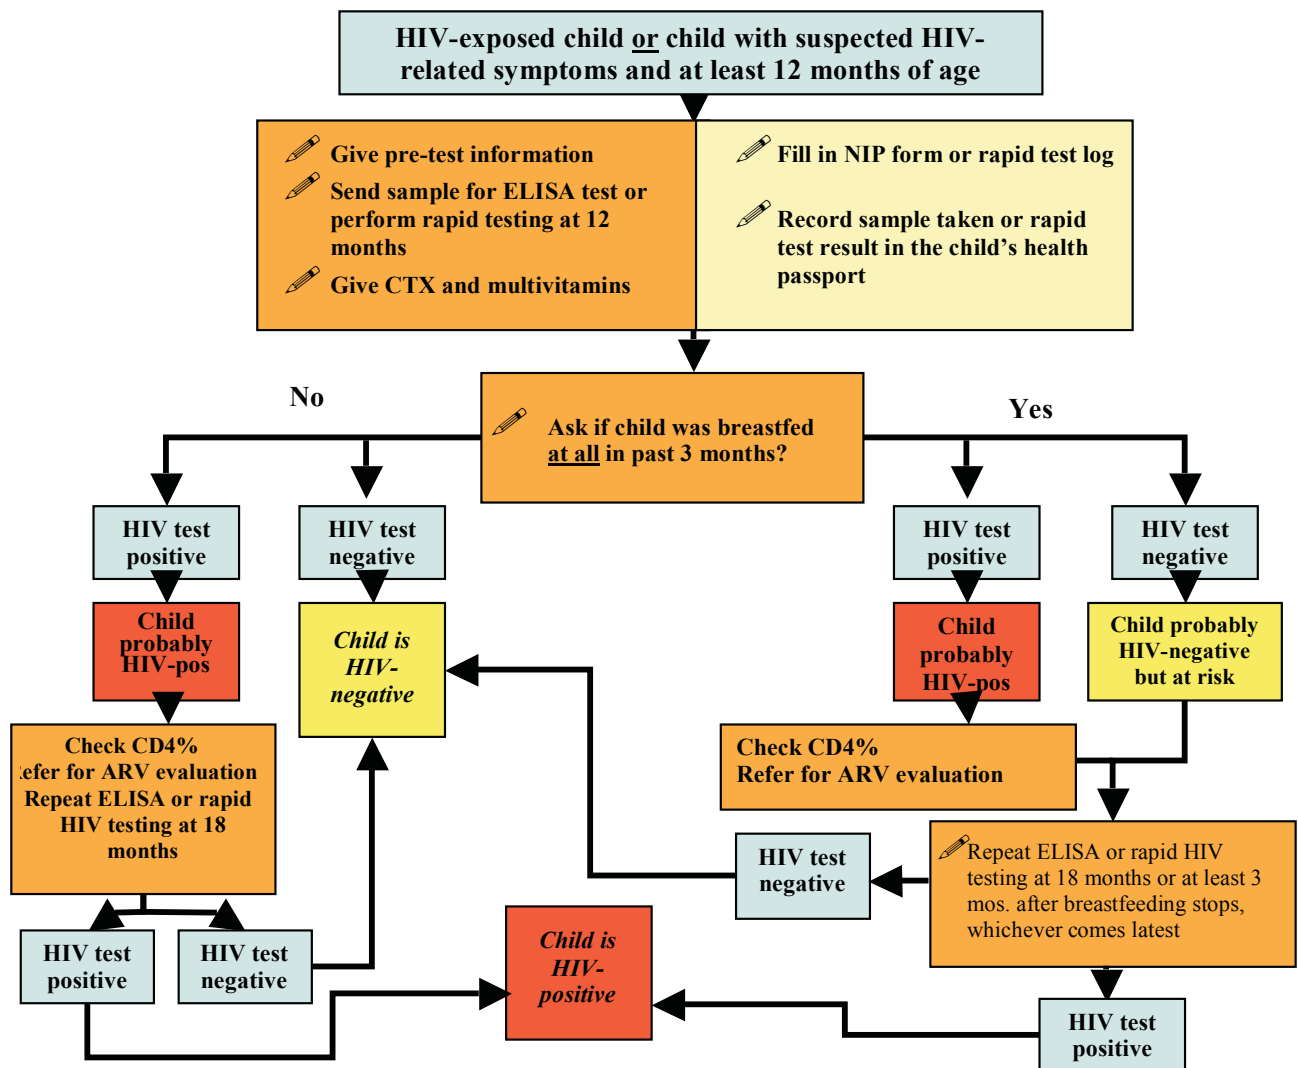 HIV-exposed child or child with suspected HIV-
related symptoms and at least 12 months of age
Give pre-test information
Send sample for ELISA test or
perform rapid testing at 12
months
Give CTX and multivitamins
Fill in NIP form or rapid test log
Record sample taken or rapid
test result in the child's health
passport
No
Ask if child was breastfed
at all in past 3 months?
Yes
HIV test
positive
HIV test
negative
HIV test
positive
HIV test
negative
Child
probably
HIV-pos
Child is
HIV-
negative
Child
probably
HIV-pos
Child probably
HIV-negative
but at risk
Check CD4%
efer for ARV evaluation
Repeat ELISA or rapid
HIV testing at 18
months
Check CD4%
Refer for ARV evaluation
HIV test
negative
Repeat ELISA or rapid HIV
testing at 18 months or at least 3
mos. after breastfeeding stops,
whichever comes latest
HIV test
positive
HIV test
negative
Child is
HIV-
positive
HIV test
positive